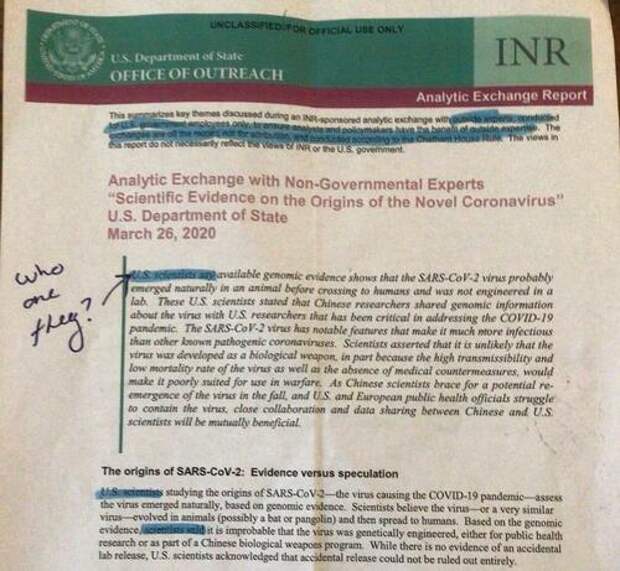 UNCLASSIFIED//FOR OFFICIAL USE ONLY
U.S. Department of State
OFFICE OF OUTREACH
INR
Analytic Exchange Report
This summarizes key themes discussed during an INR-sponsored analytic exchange with outside experts, conducted
for U.S. government employees only, to ensure analysts and policymakers have the benefit of outside expertise. The
exchanges are off the record, not for attribution, and conducted according to the Chatham House Rule. The views in
this report do not necessarily reflect the views of INR or the U.S. government.
Analytic Exchange with Non-Governmental Experts
"Scientific Evidence on the Origins of the Novel Coronavirus"
U.S. Department of State
March 26, 2020
who
are
they?
U.S. scientists say available genomic evidence shows that the SARS-CoV-2 virus probably
emerged naturally in an animal before crossing to humans and was not engineered in a
lab. These U.S. scientists stated that Chinese researchers shared genomic information
about the virus with U.S. researchers that has been critical in addressing the COVID-19
pandemic. The SARS-CoV-2 virus has notable features that make it much more infectious
than other known pathogenic coronaviruses. Scientists asserted that it is unlikely that the
virus was developed as a biological weapon, in part because the high transmissibility and
low mortality rate of the virus as well as the absence of medical countermeasures, would
make it poorly suited for use in warfare. As Chinese scientists brace for a potential re-
emergence of the virus in the fall, and U.S. and European public health officials struggle
to contain the virus, close collaboration and data sharing between Chinese and U.S.
scientists will be mutually beneficial.
The origins of SARS-CoV-2: Evidence versus speculation
U.S. scientists studying the origins of SARS-CoV-2—the virus causing the COVID-19 pandemic—assess
the virus emerged naturally, based on genomic evidence. Scientists believe the virus—or a very similar
virus—evolved in animals (possibly a bat or pangolin) and then spread to humans. Based on the genomic
evidence, scientists said it is improbable that the virus was genetically engineered, either for public health
research or as part of a Chinese biological weapons program. While there is no evidence of an accidental
lab release, U.S. scientists acknowledged that accidental release could not be ruled out entirely.